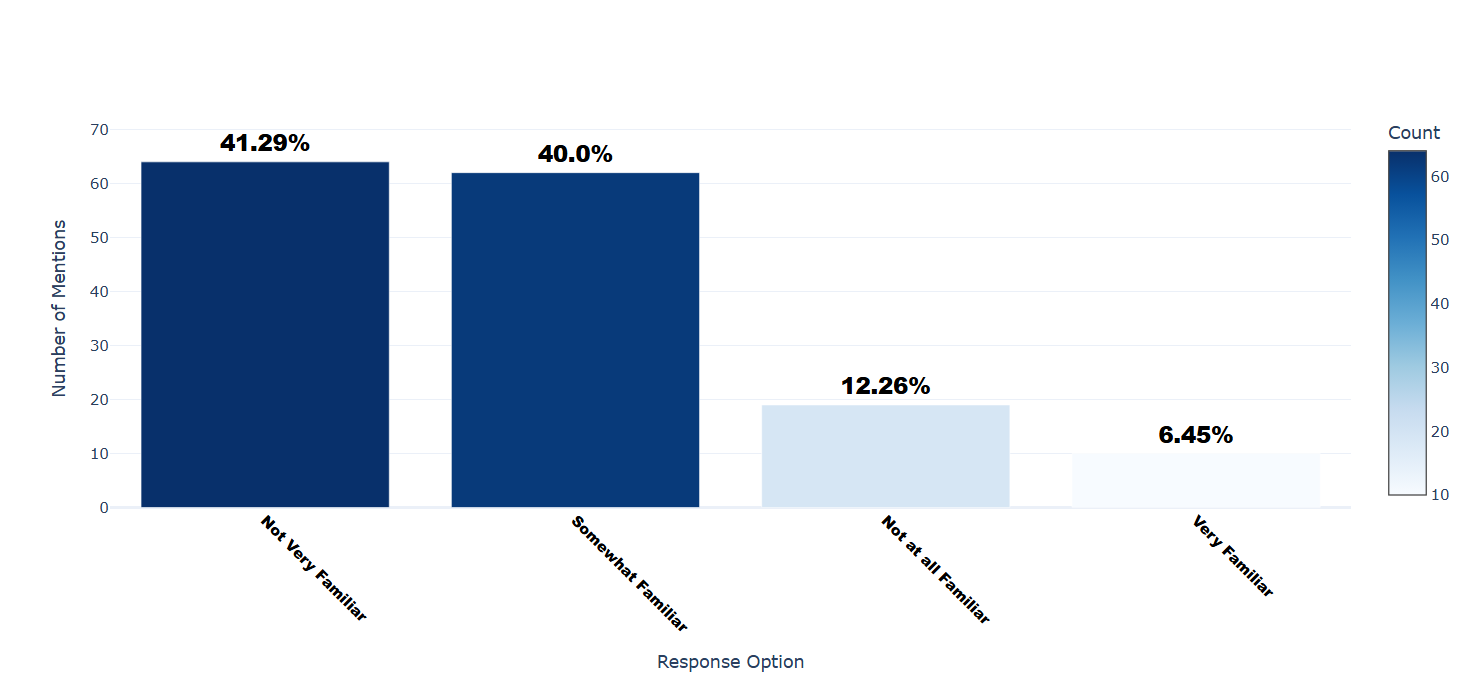 Count
70
60
50
40
30
20
10
0
Number of Mentions
41.29%
40.0%
12.26%
6.45%
60
50
40
30
20
10
Not Very Familiar
Somewhat Familiar
Not at all Familiar
Very Familiar
Response Option